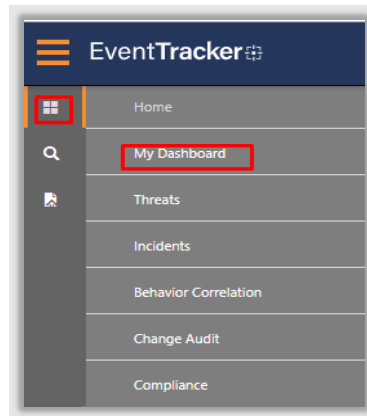 EventTracker
Home
My Dashboard
Threats
Incidents
Behavior Correlation
Change Audit
Compliance